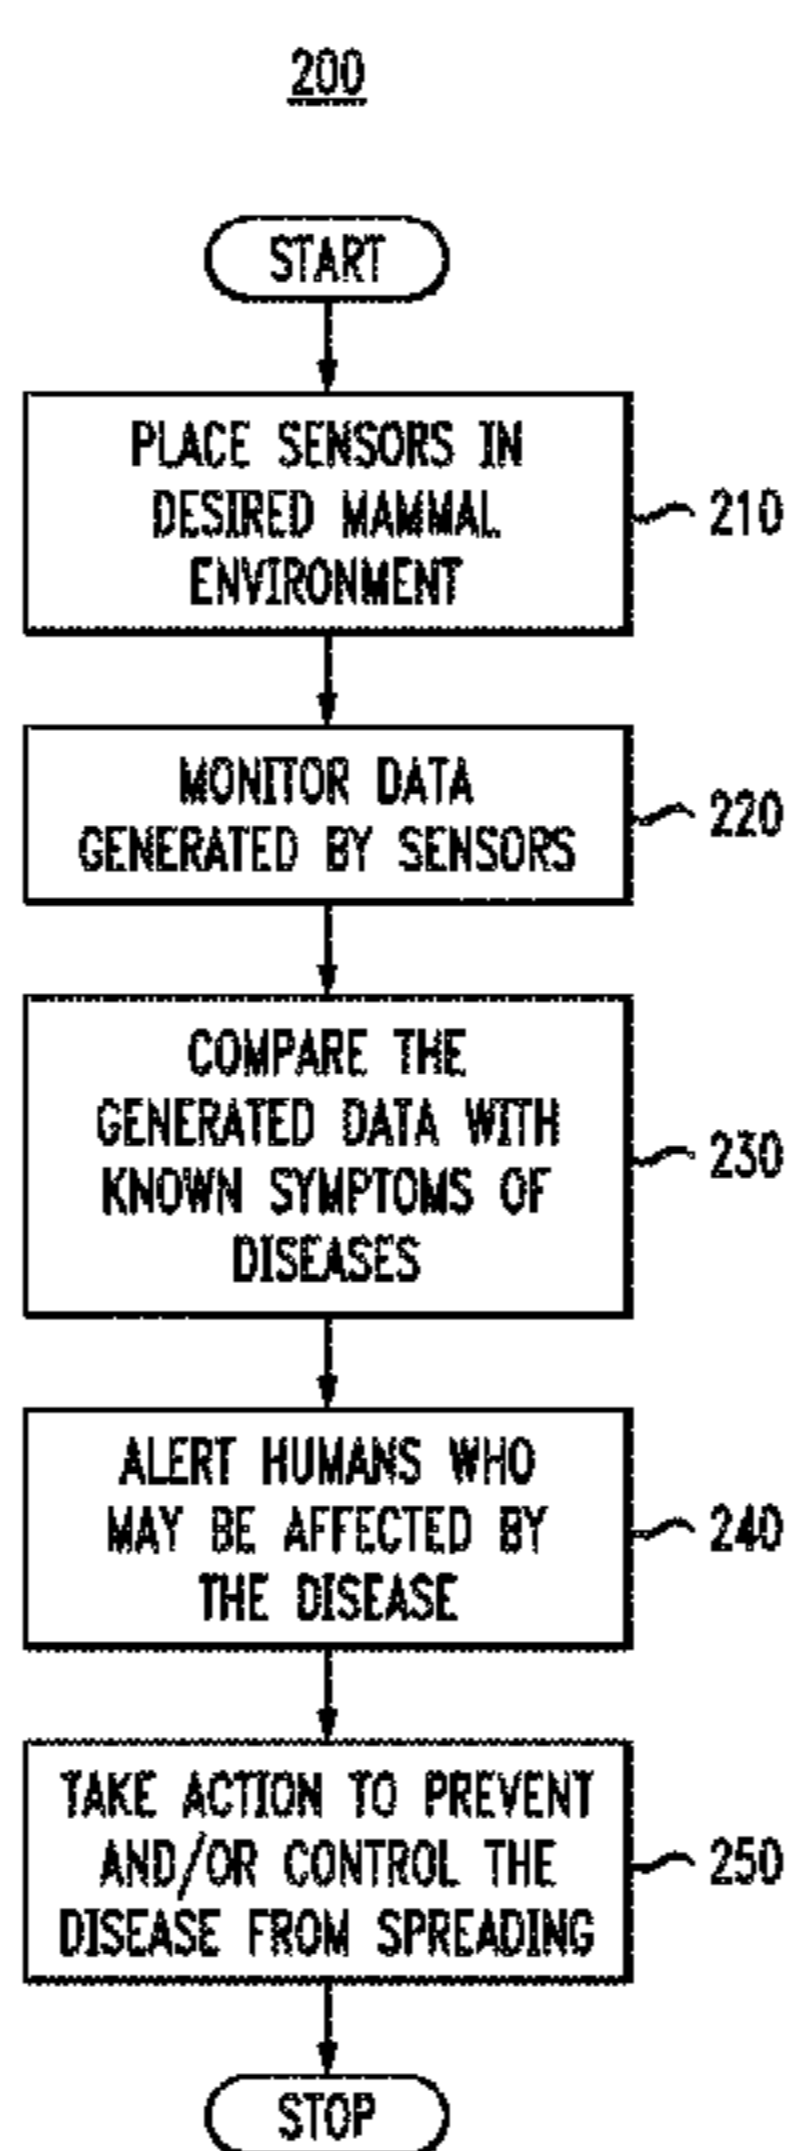 200
START
PLACE SENSORS IN
DESIRED MAMMAL
ENVIRONMENT
210
MONITOR DATA
GENERATED BY SENSORS
220
COMPARE THE
GENERATED DATA WITH
KNOWN SYMPTOMS OF
DISEASES
230
ALERT HUMANS WHO
MAY BE AFFECTED BY
THE DISEASE
240
TAKE ACTION TO PREVENT
AND/OR CONTROL THE
DISEASE FROM SPREADING
250
STOP